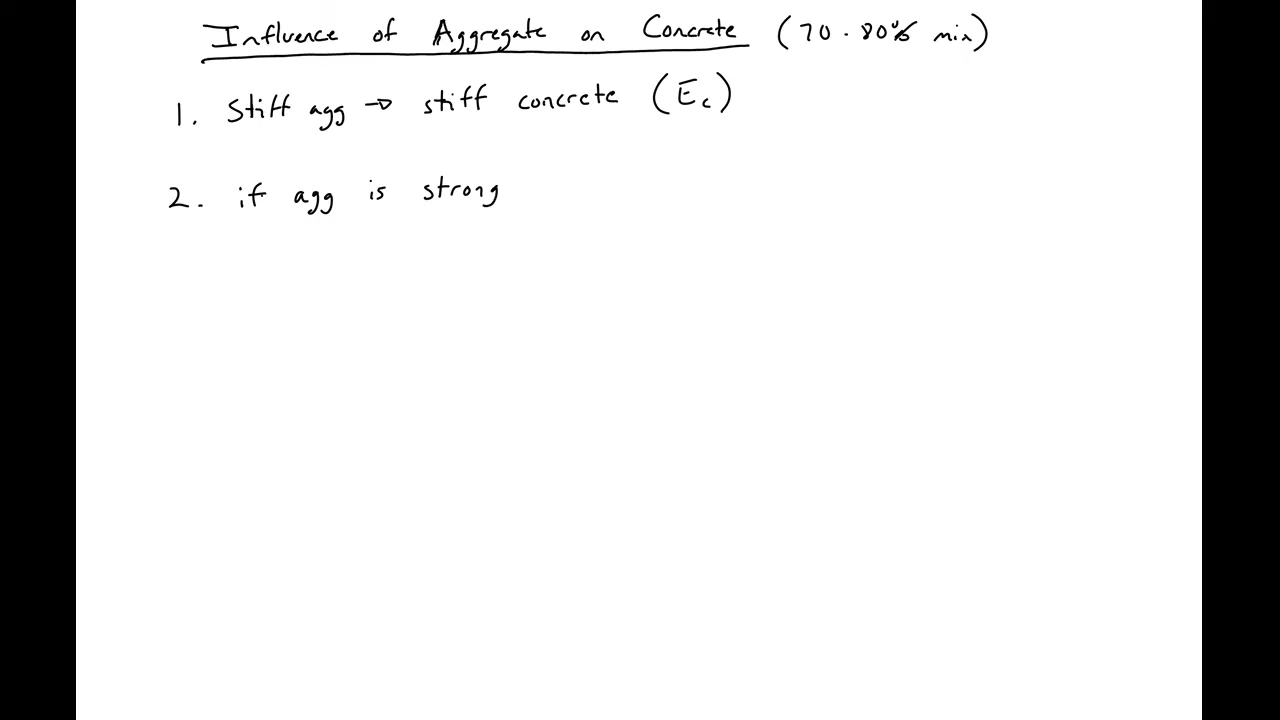 Influence of Aggregate on Concrete (70-80% mix)
1. Stiff agg → stiff concrete (Ec)
2. if agg is strong